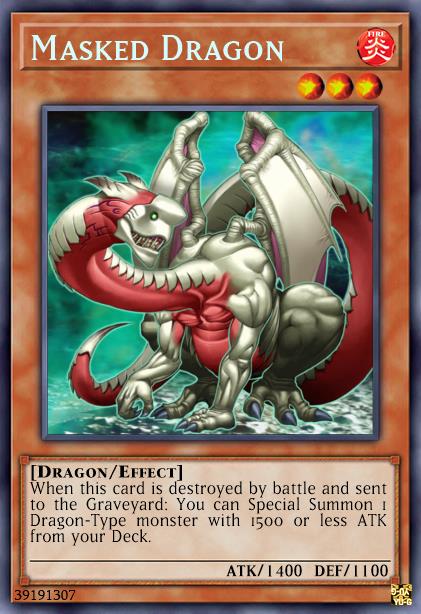 Masked Dragon
FIRE
炎
[Dragon/Effect]
When this card is destroyed by battle and sent
to the Graveyard: You can Special Summon 1
Dragon-Type monster with 1500 or less ATK
from your Deck.
ATK/1400 DEF/1100
39191307